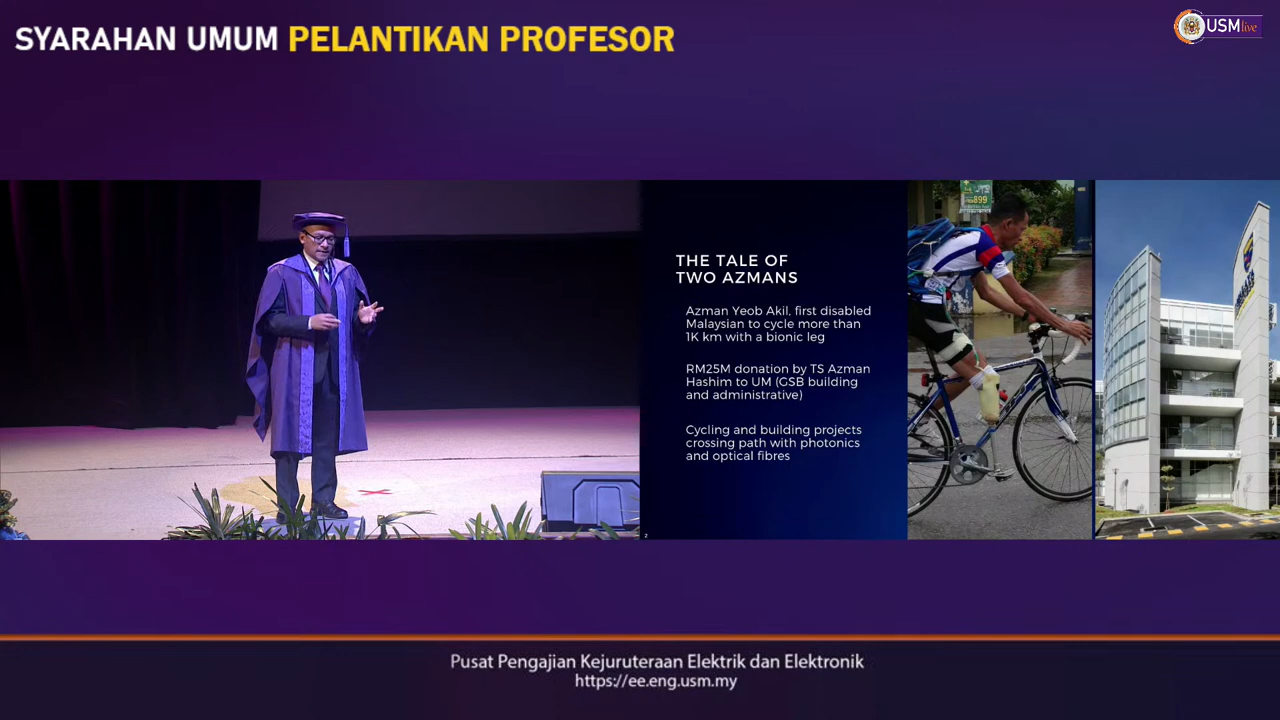 SYARAHAN UMUM PELANTIKAN PROFESOR
USMlive
THE TALE OF
TWO AZMANS
Azman Yeob Akil, first disabled
Malaysian to cycle more than
1K km with a bionic leg
RM25M donation by TS Azman
Hashim to UM (GSB building
and administrative)
Cycling and building projects
crossing path with photonics
and optical fibres
2
899
Pusat Pengajian Kejuruteraan Elektrik dan Elektronik
https://ee.eng.usm.my